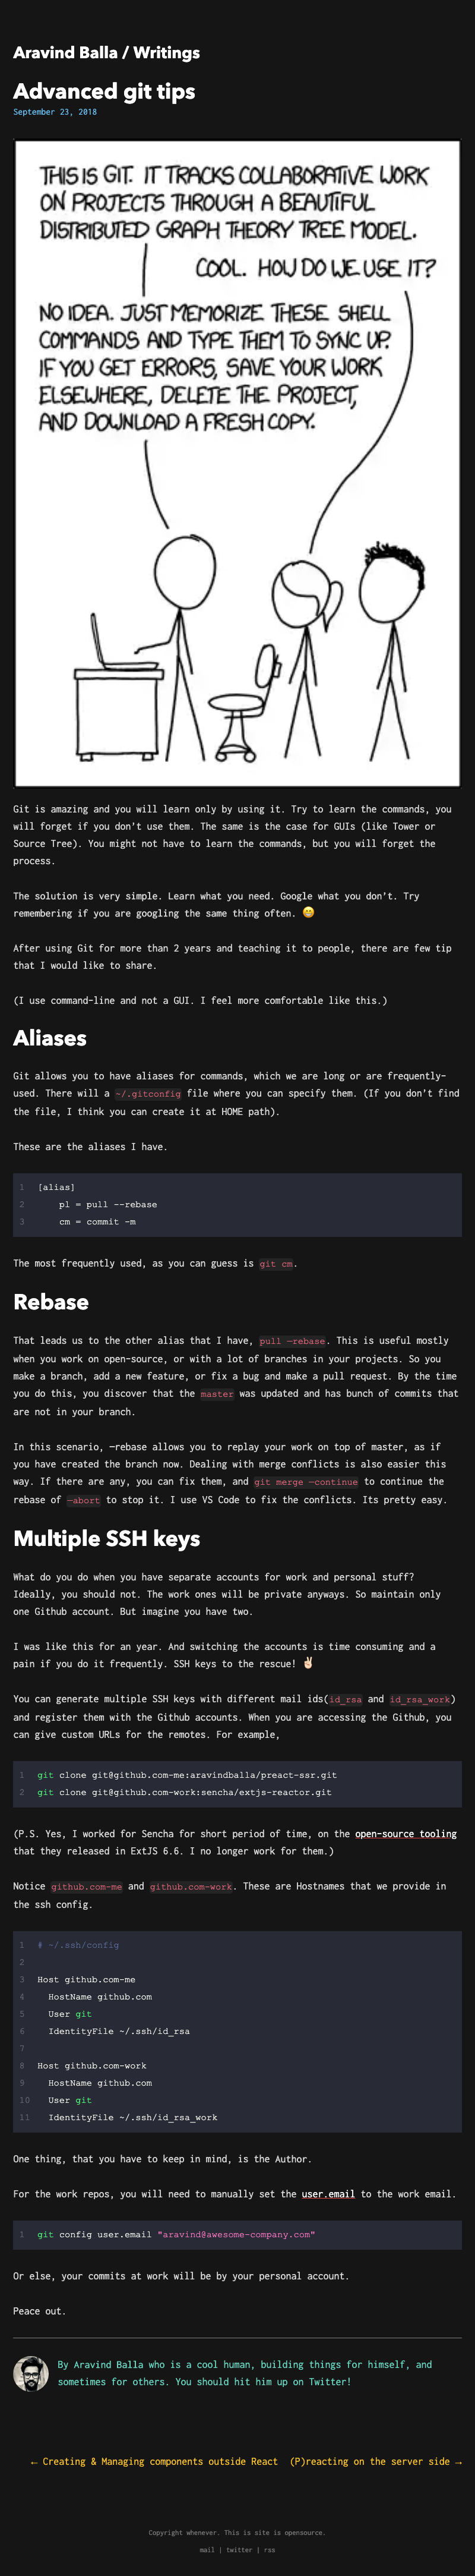 Aravind Balla / Writings
Advanced git tips
September 23, 2018
THIS IS GIT. IT TRACKS COLLABORATIVE WORK
ON PROJECTS THROUGH A BEAUTIFUL
DISTRIBUTED GRAPH THEORY TREE MODEL.
COOL. HOW DO WE USE IT?
NO IDEA. JUST MEMORIZE THESE SHELL
COMMANDS AND TYPE THEM TO SYNC UP.
IF YOU GET ERRORS, SAVE YOUR WORK
ELSEWHERE, DELETE THE PROJECT,
AND DOWNLOAD A FRESH COPY.
Git is amazing and you will learn only by using it. Try to learn the commands, you
will forget if you don’t use them. The same is the case for GUIs (like Tower or
Source Tree). You might not have to learn the commands, but you will forget the
process.
The solution is very simple. Learn what you need. Google what you don’t. Try
remembering if you are googling the same thing often. 😁
After using Git for more than 2 years and teaching it to people, there are few tip
that I would like to share.
(I use command-line and not a GUI. I feel more comfortable like this.)
Aliases
Git allows you to have aliases for commands, which we are long or are frequently-
used. There will a ~/.gitconfig file where you can specify them. (If you don’t find
the file, I think you can create it at HOME path).
These are the aliases I have.
1 [alias]
2 pl = pull --rebase
3 cm = commit -m
The most frequently used, as you can guess is git cm.
Rebase
That leads us to the other alias that I have, pull —rebase. This is useful mostly
when you work on open-source, or with a lot of branches in your projects. So you
make a branch, add a new feature, or fix a bug and make a pull request. By the time
you do this, you discover that the master was updated and has bunch of commits that
are not in your branch.
In this scenario, —rebase allows you to replay your work on top of master, as if
you have created the branch now. Dealing with merge conflicts is also easier this
way. If there are any, you can fix them, and git merge —continue to continue the
rebase of —abort to stop it. I use VS Code to fix the conflicts. Its pretty easy.
Multiple SSH keys
What do you do when you have separate accounts for work and personal stuff?
Ideally, you should not. The work ones will be private anyways. So maintain only
one Github account. But imagine you have two.
I was like this for an year. And switching the accounts is time consuming and a
pain if you do it frequently. SSH keys to the rescue! ✌🏻
You can generate multiple SSH keys with different mail ids(id_rsa and id_rsa_work)
and register them with the Github accounts. When you are accessing the Github, you
can give custom URLs for the remotes. For example,
1 git clone git@github.com-me:aravindballa/preact-ssr.git
2 git clone git@github.com-work:sencha/extjs-reactor.git
(P.S. Yes, I worked for Sencha for short period of time, on the open-source tooling
that they released in ExtJS 6.6. I no longer work for them.)
Notice github.com-me and github.com-work. These are Hostnames that we provide in
the ssh config.
1 # ~/.ssh/config
2
3 Host github.com-me
4 HostName github.com
5 User git
6 IdentityFile ~/.ssh/id_rsa
7
8 Host github.com-work
9 HostName github.com
10 User git
11 IdentityFile ~/.ssh/id_rsa_work
One thing, that you have to keep in mind, is the Author.
For the work repos, you will need to manually set the user.email to the work email.
1 git config user.email "aravind@awesome-company.com"
Or else, your commits at work will be by your personal account.
Peace out.
By Aravind Balla who is a cool human, building things for himself, and
sometimes for others. You should hit him up on Twitter!
← Creating & Managing components outside React (P)reacting on the server side →
Copyright whenever. This is site is opensource.
mail | twitter | rss